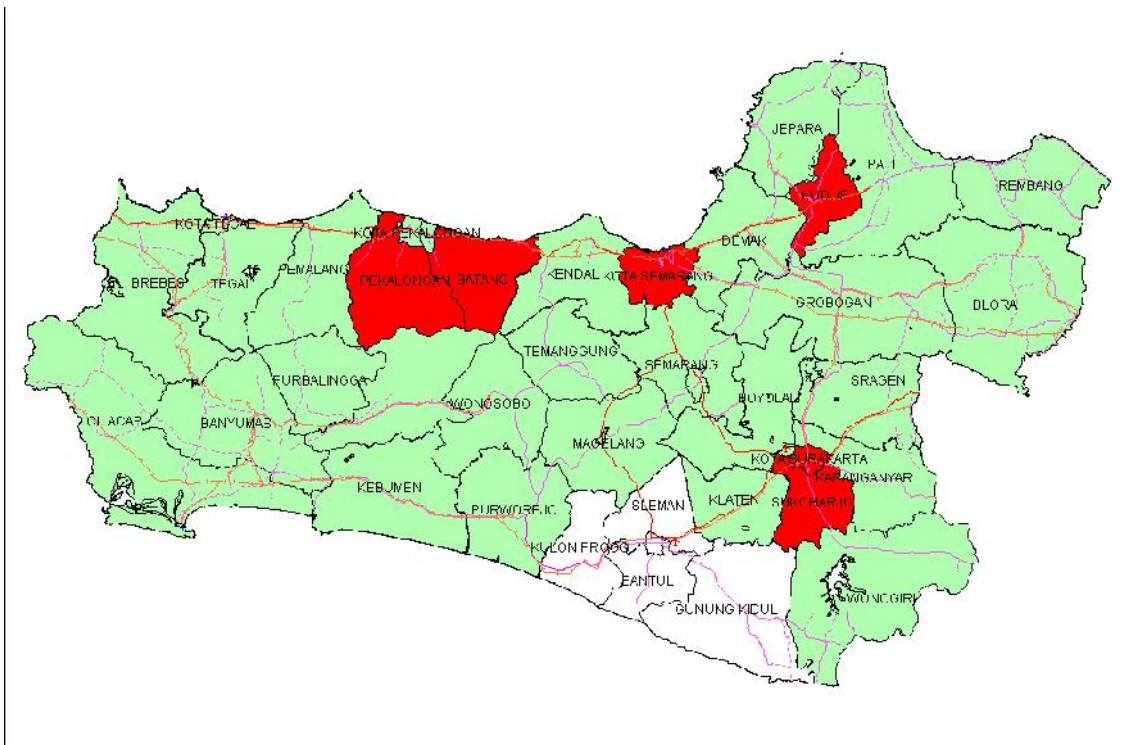 JEPARA
PATI
KUDUS
REMBANG
KOTA TEGAL
KOTA PEKALONGAN
DEMAK
PEMALANG
KENDAL
KOTA SEMARANG
BREBES
TEGAL
PEKALONGAN
BATANG
GROBOGAN
BLORA
TEMANGGUNG
SEMARANG
PURBALINGGA
SRAGEN
WONOSOBO
BOYOLALI
CILACAP
BANYUMAS
MAGELANG
KOTA SURAKARTA
KARANGANYAR
KEBUMEN
KLATEN
SUKOHARJO
PURWOREJO
SLEMAN
KULON PROGO
BANTUL
GUNUNG KIDUL
WONOGIRI